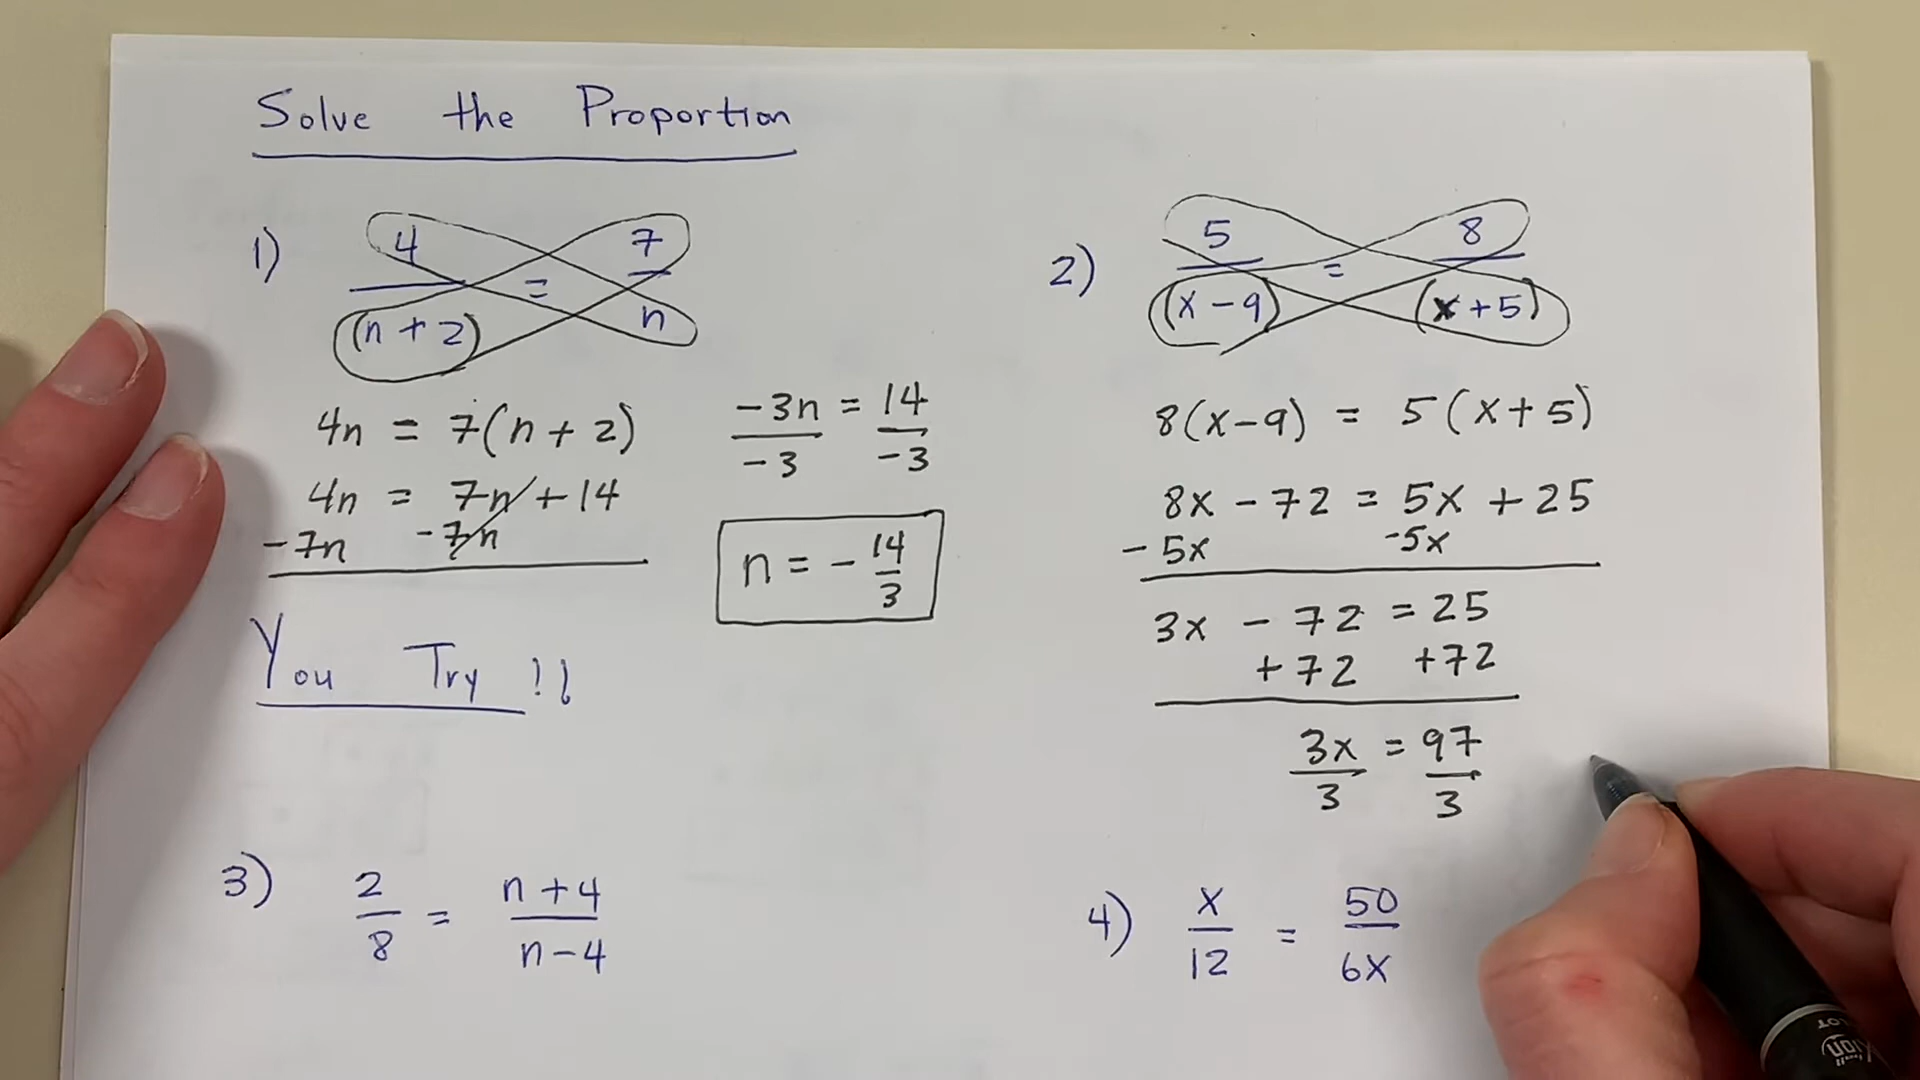 Solve the Proportion
1) 4/(n + 2) = 7/n
4n = 7(n + 2)
4n = 7n + 14
-7n -7n
-3n/-3 = 14/-3
n = -14/3
2) 5/(x - 9) = 8/(x + 5)
8(x-9) = 5(x+5)
8x - 72 = 5x + 25
-5x -5x
3x - 72 = 25
+72 +72
3x/3 = 97/3
You Try !!
3) 2/8 = n+4/n-4
4) x/12 = 50/6x